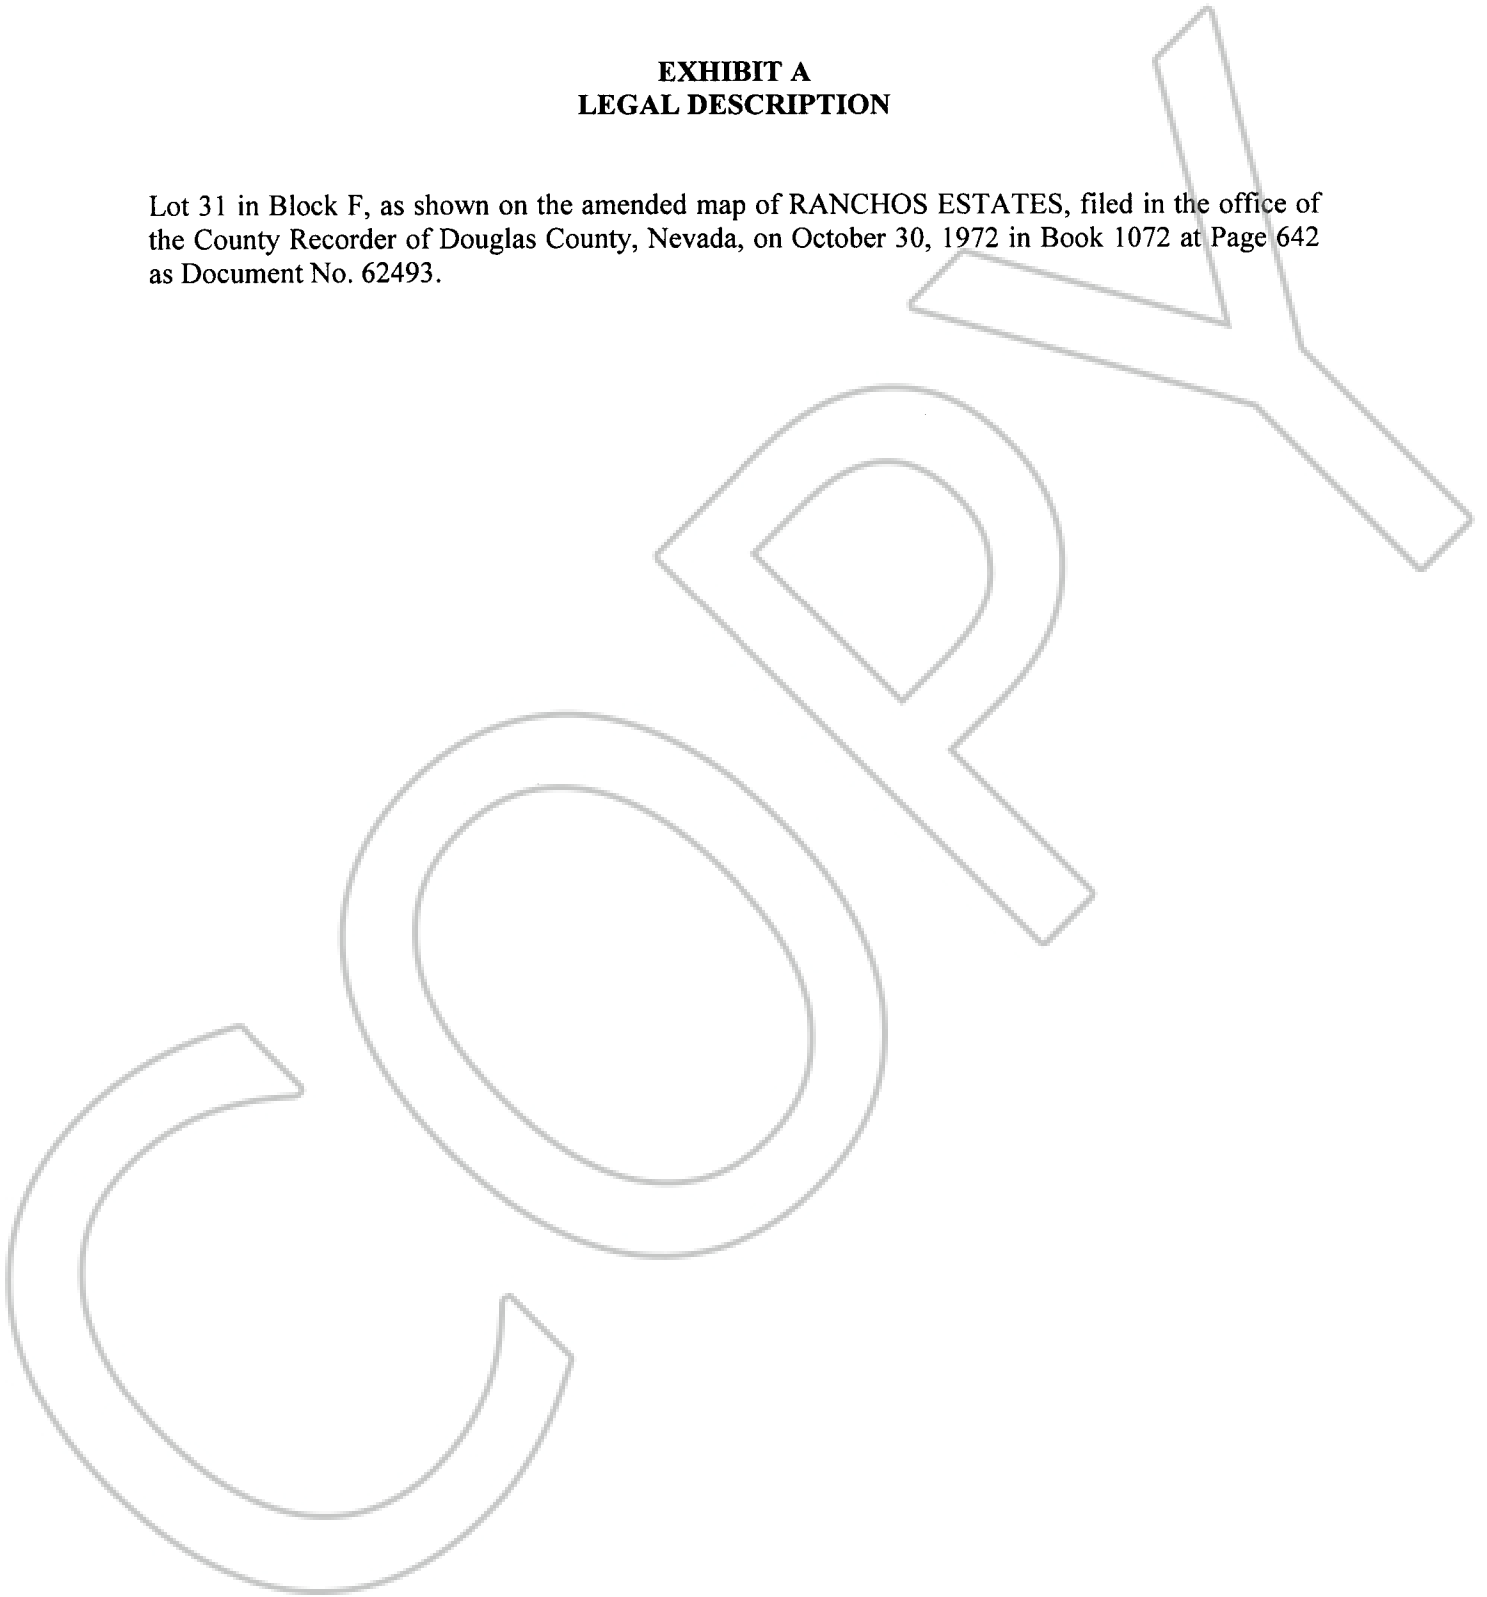 EXHIBIT A
LEGAL DESCRIPTION
Lot 31 in Block F, as shown on the amended map of RANCHOS ESTATES, filed in the office of
the County Recorder of Douglas County, Nevada, on October 30, 1972 in Book 1072 at Page 642
as Document No. 62493.
COPY